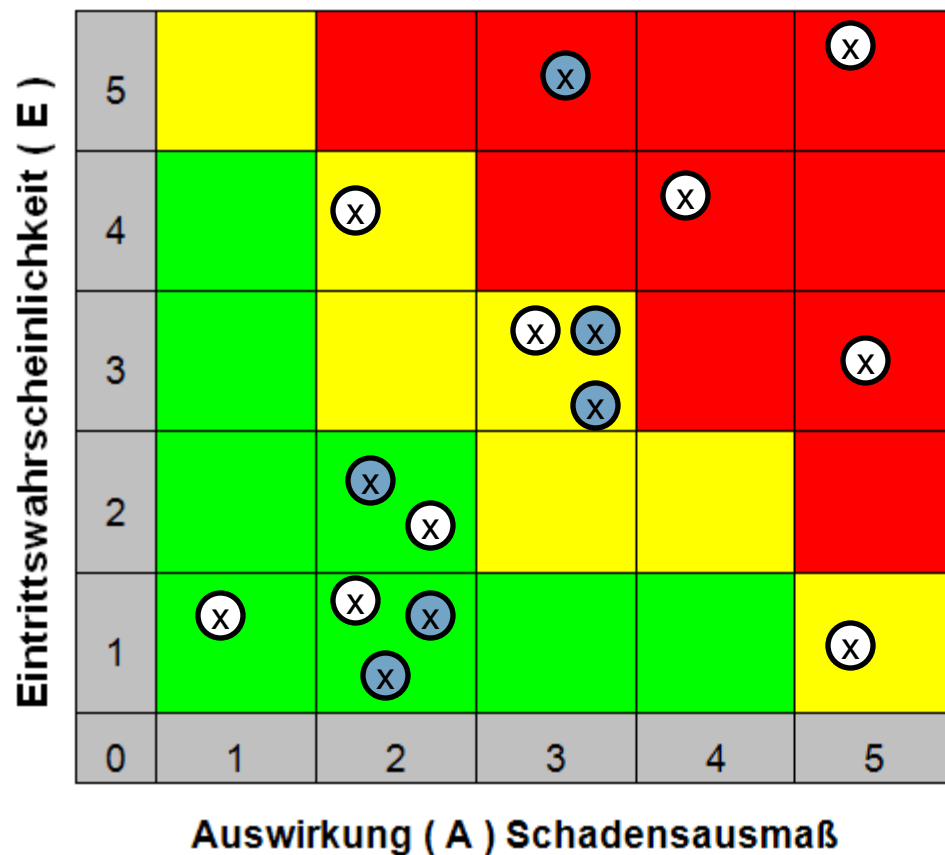 Eintrittswahrscheinlichkeit ( E )
5 x x
4 x x
3 x x x
x
2 x x
1 x x x x
x
0 1 2 3 4 5
Auswirkung ( A ) Schadensausmaß